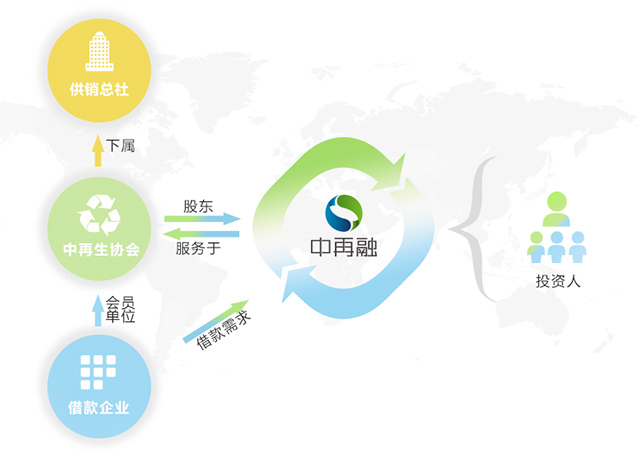 供销总社
下属
中再生协会
股东
服务于
会员
单位
借款企业
借款需求
中再融
投资人